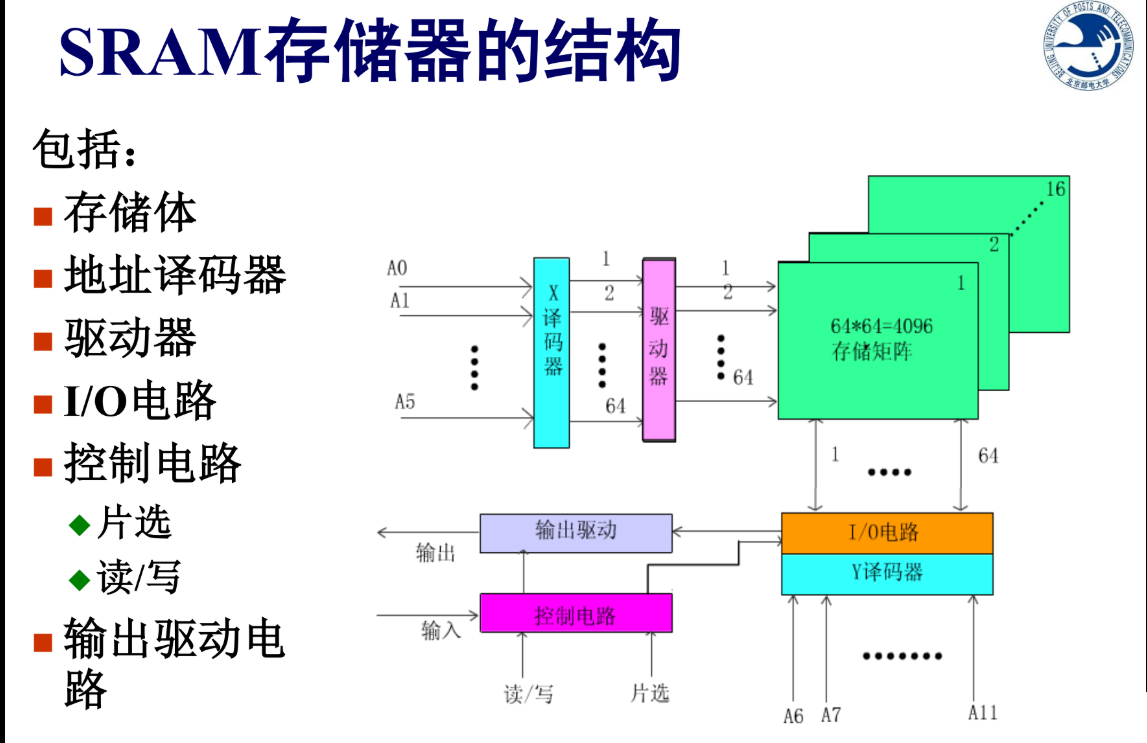 SRAM存储器的结构
BEIJING UNIVERSITY OF POSTS AND TELECOMMUNICATIONS
北京邮电大学
包括:
存储体
地址译码器
驱动器
I/O电路
控制电路
片选
读/写
输出驱动电
路
A0
A1
A5
X译码器
1
2
64
驱动器
1
2
64
16
2
1
64*64=4096
存储矩阵
1
64
输出驱动
输出
I/O电路
Y译码器
控制电路
输入
读/写
片选
A6
A7
A11